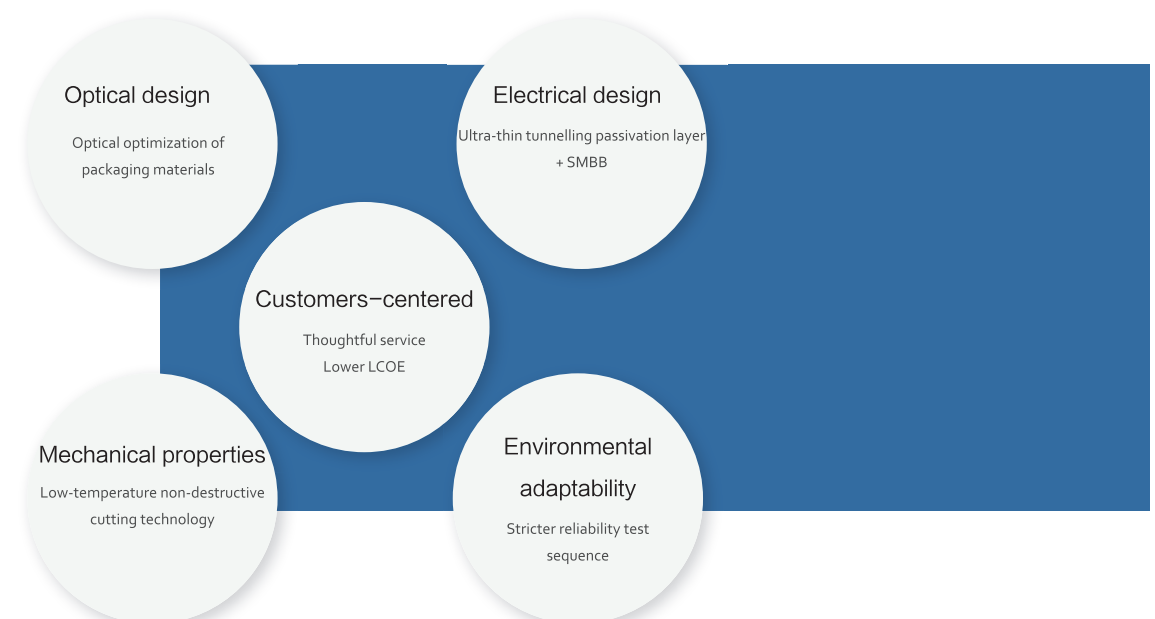 Optical design
Optical optimization of
packaging materials
Electrical design
Ultra-thin tunnelling passivation layer
+ SMBB
Customers-centered
Thoughtful service
Lower LCOE
Mechanical properties
Low-temperature non-destructive
cutting technology
Environmental
adaptability
Stricter reliability test
sequence